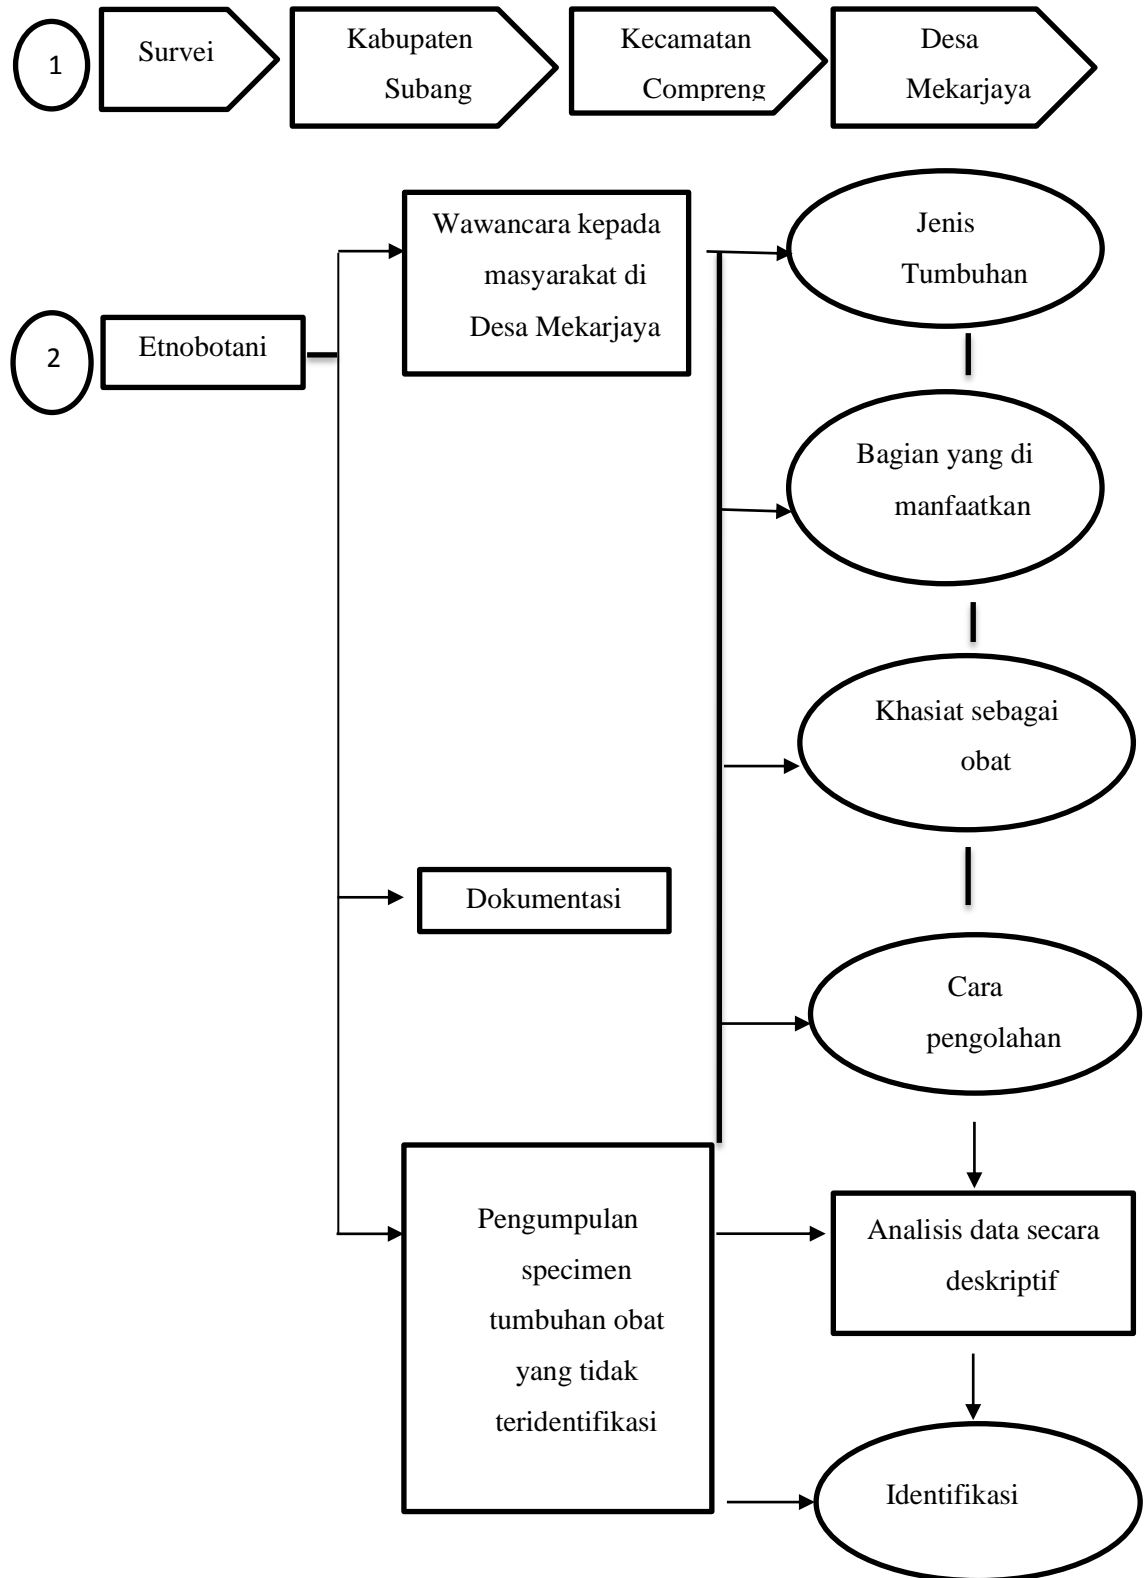 1
Survei
Kabupaten
Subang
Kecamatan
Compreng
Desa
Mekarjaya
2
Etnobotani
Wawancara kepada
masyarakat di
Desa Mekarjaya
Jenis
Tumbuhan
Bagian yang di
manfaatkan
Khasiat sebagai
obat
Dokumentasi
Cara
pengolahan
Pengumpulan
specimen
tumbuhan obat
yang tidak
teridentifikasi
Analisis data secara
deskriptif
Identifikasi